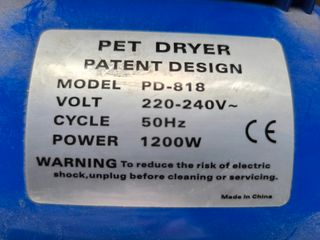 PET DRYER
PATENT DESIGN
MODEL PD-818
VOLT 220-240V~
CYCLE 50Hz
POWER 1200W
CE
WARNING To reduce the risk of electric
shock,unplug before cleaning or servicing.
Made in China